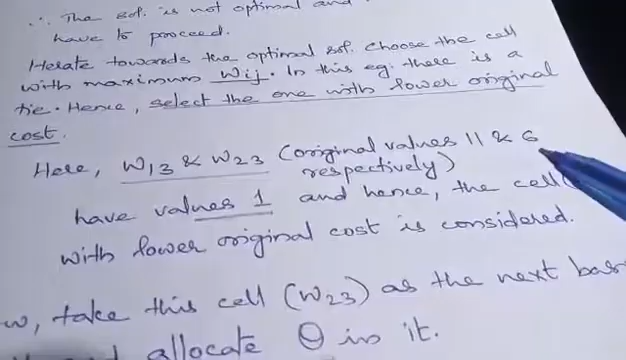 ∴ The sol. is not optimal and
have to proceed.
Iterate towards the optimal sol. Choose the cell
with maximum Wij. In this eg. there is a
tie. Hence, select the one with lower original
cost.
Here, W13 & W23 (original values 11 & 6
respectively)
have values 1 and hence, the cell
with lower original cost is considered.
w, take this cell (W23) as the next bas
allocate θ in it.